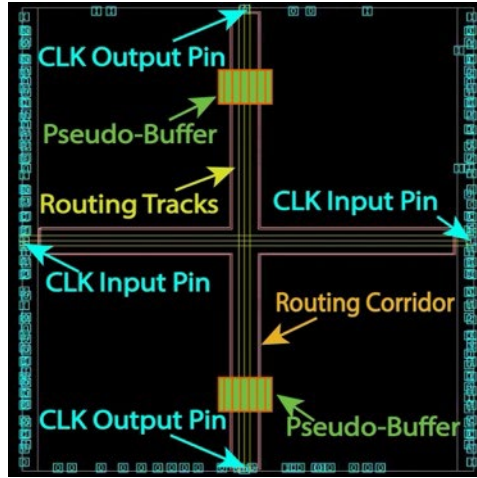 CLK Output Pin
Pseudo-Buffer
Routing Tracks
CLK Input Pin
CLK Input Pin
Routing Corridor
CLK Output Pin
Pseudo-Buffer